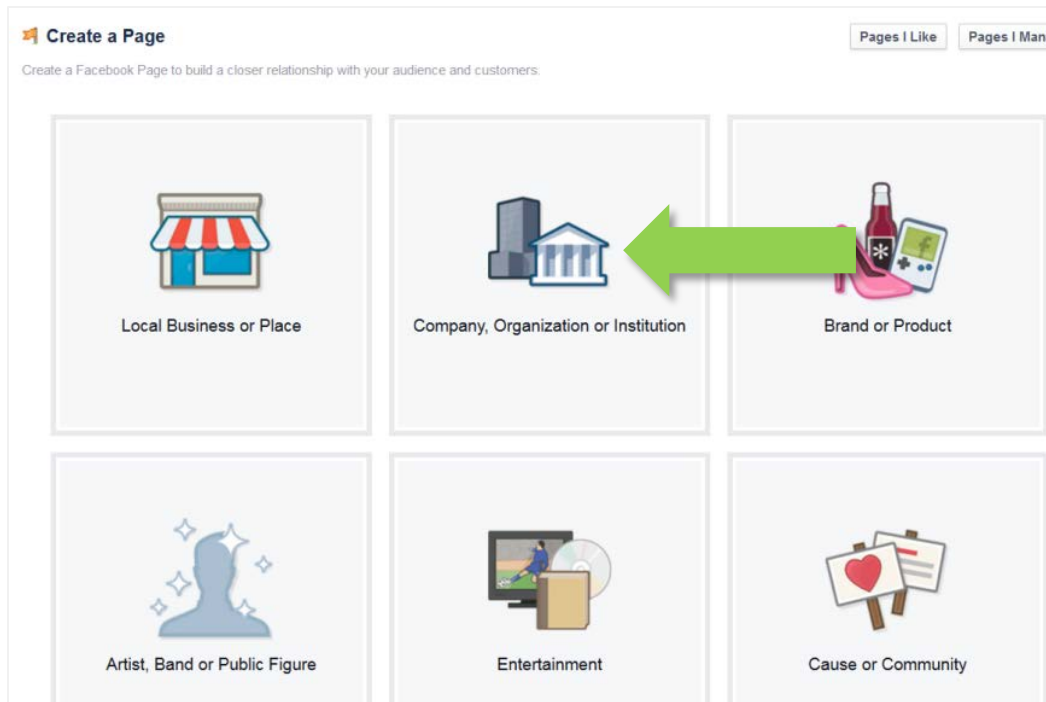 Create a Page
Pages I Like
Pages I Man
Create a Facebook Page to build a closer relationship with your audience and customers.
Local Business or Place
Company, Organization or Institution
Brand or Product
Artist, Band or Public Figure
Entertainment
Cause or Community